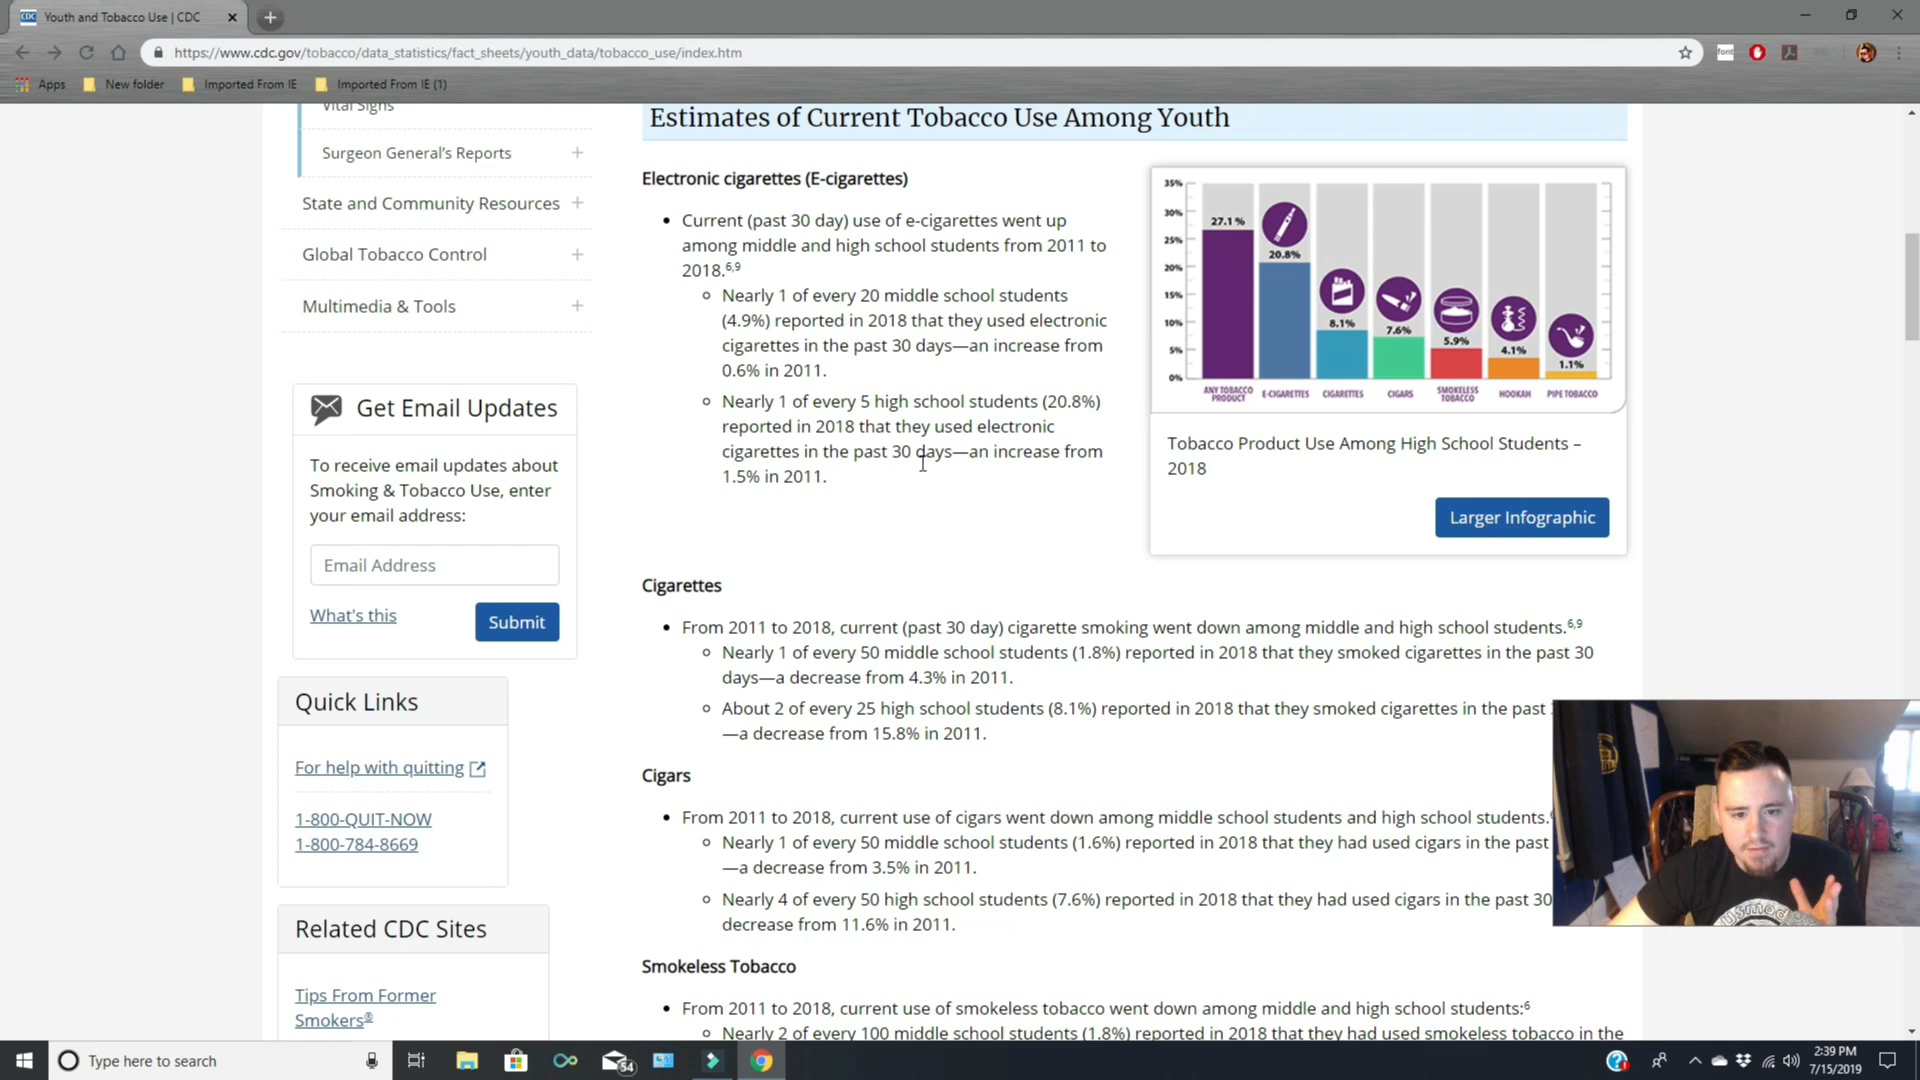 Youth and Tobacco Use | CDC
https://www.cdc.gov/tobacco/data_statistics/fact_sheets/youth_data/tobacco_use/index.htm
Apps
New folder
Imported From IE
Imported From IE (1)
Vital Signs
Surgeon General's Reports
State and Community Resources
Global Tobacco Control
Multimedia & Tools
Get Email Updates
To receive email updates about
Smoking & Tobacco Use, enter
your email address:
Email Address
What's this
Submit
Quick Links
For help with quitting
1-800-QUIT-NOW
1-800-784-8669
Related CDC Sites
Tips From Former
Smokers®
Estimates of Current Tobacco Use Among Youth
Electronic cigarettes (E-cigarettes)
Current (past 30 day) use of e-cigarettes went up
among middle and high school students from 2011 to
2018.6,9
Nearly 1 of every 20 middle school students
(4.9%) reported in 2018 that they used electronic
cigarettes in the past 30 days—an increase from
0.6% in 2011.
Nearly 1 of every 5 high school students (20.8%)
reported in 2018 that they used electronic
cigarettes in the past 30 days—an increase from
1.5% in 2011.
35%
30%
25%
20%
15%
10%
5%
0%
27.1%
20.8%
8.1%
7.6%
5.9%
4.1%
1.1%
ANY TOBACCO PRODUCT
E-CIGARETTES
CIGARETTES
CIGARS
SMOKELESS TOBACCO
HOOKAH
PIPE TOBACCO
Tobacco Product Use Among High School Students –
2018
Larger Infographic
Cigarettes
From 2011 to 2018, current (past 30 day) cigarette smoking went down among middle and high school students.6,9
Nearly 1 of every 50 middle school students (1.8%) reported in 2018 that they smoked cigarettes in the past 30
days—a decrease from 4.3% in 2011.
About 2 of every 25 high school students (8.1%) reported in 2018 that they smoked cigarettes in the past
—a decrease from 15.8% in 2011.
Cigars
From 2011 to 2018, current use of cigars went down among middle school students and high school students.
Nearly 1 of every 50 middle school students (1.6%) reported in 2018 that they had used cigars in the past
—a decrease from 3.5% in 2011.
Nearly 4 of every 50 high school students (7.6%) reported in 2018 that they had used cigars in the past 30
decrease from 11.6% in 2011.
Smokeless Tobacco
From 2011 to 2018, current use of smokeless tobacco went down among middle and high school students:6
Nearly 2 of every 100 middle school students (1.8%) reported in 2018 that they had used smokeless tobacco in the
Type here to search
54
2:39 PM
7/15/2019